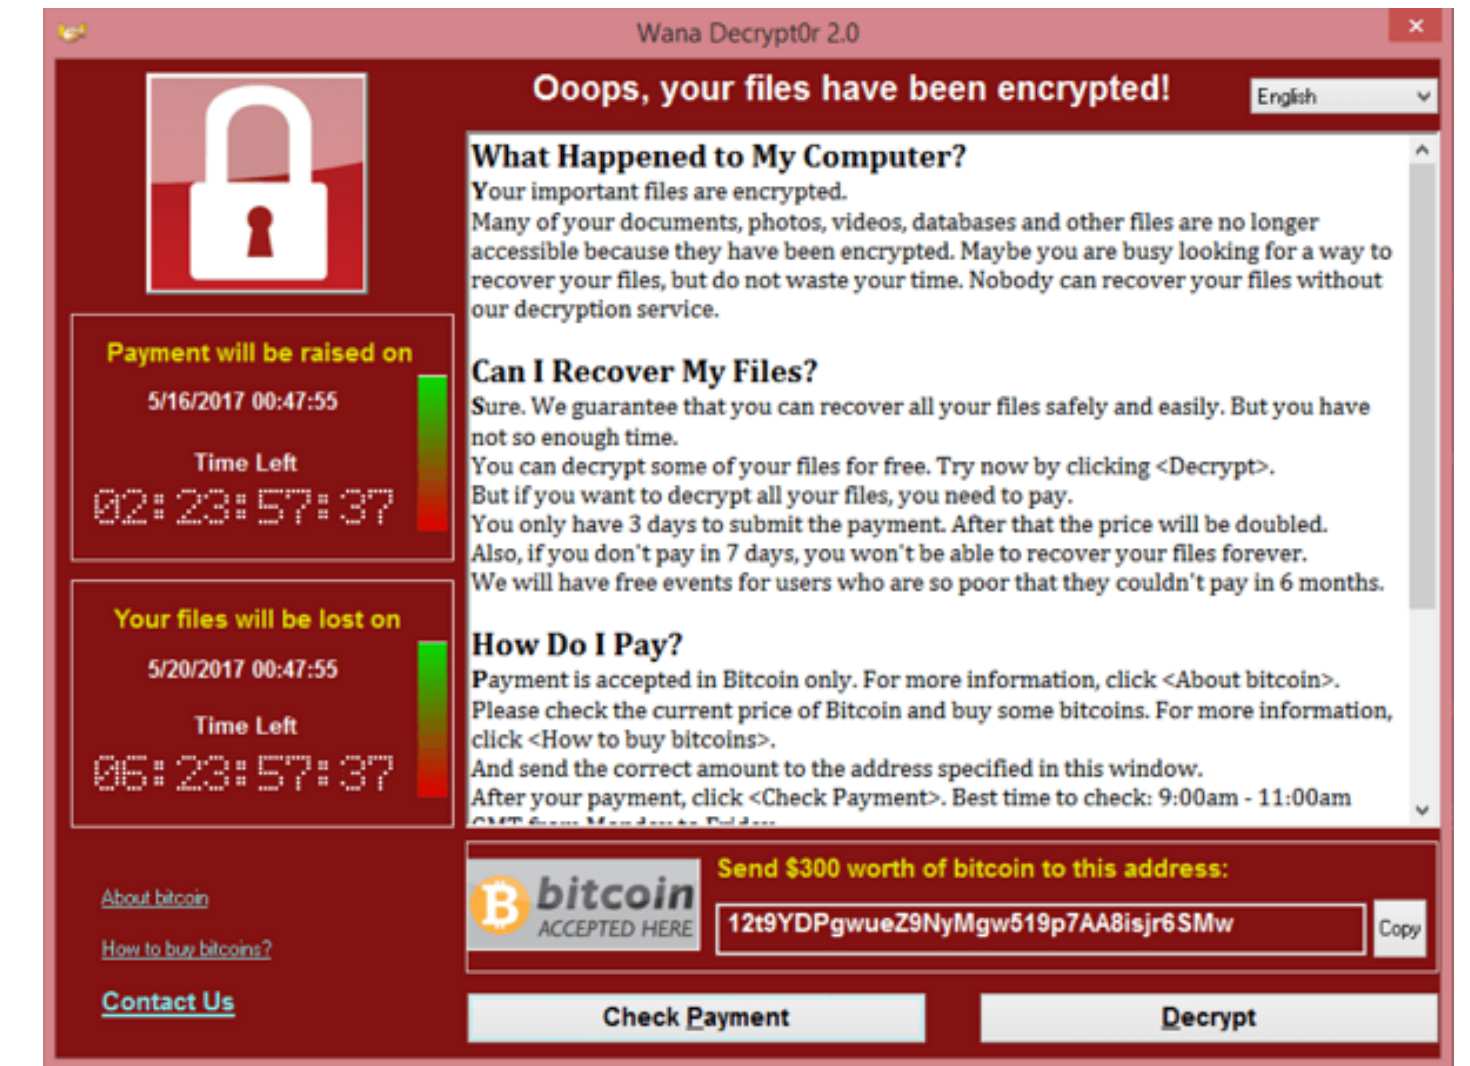 Wana Decrypt0r 2.0
Ooops, your files have been encrypted!
English
What Happened to My Computer?
Your important files are encrypted.
Many of your documents, photos, videos, databases and other files are no longer
accessible because they have been encrypted. Maybe you are busy looking for a way to
recover your files, but do not waste your time. Nobody can recover your files without
our decryption service.
Can I Recover My Files?
Sure. We guarantee that you can recover all your files safely and easily. But you have
not so enough time.
You can decrypt some of your files for free. Try now by clicking <Decrypt>.
But if you want to decrypt all your files, you need to pay.
You only have 3 days to submit the payment. After that the price will be doubled.
Also, if you don't pay in 7 days, you won't be able to recover your files forever.
We will have free events for users who are so poor that they couldn't pay in 6 months.
How Do I Pay?
Payment is accepted in Bitcoin only. For more information, click <About bitcoin>.
Please check the current price of Bitcoin and buy some bitcoins. For more information,
click <How to buy bitcoins>.
And send the correct amount to the address specified in this window.
After your payment, click <Check Payment>. Best time to check: 9:00am - 11:00am
GMT from Monday to Friday
Payment will be raised on
5/16/2017 00:47:55
Time Left
02:23:57:37
Your files will be lost on
5/20/2017 00:47:55
Time Left
06:23:57:37
About bitcoin
How to buy bitcoins?
Contact Us
bitcoin
ACCEPTED HERE
Send $300 worth of bitcoin to this address:
12t9YDPgwueZ9NyMgw519p7AA8isjr6SMw
Copy
Check Payment
Decrypt